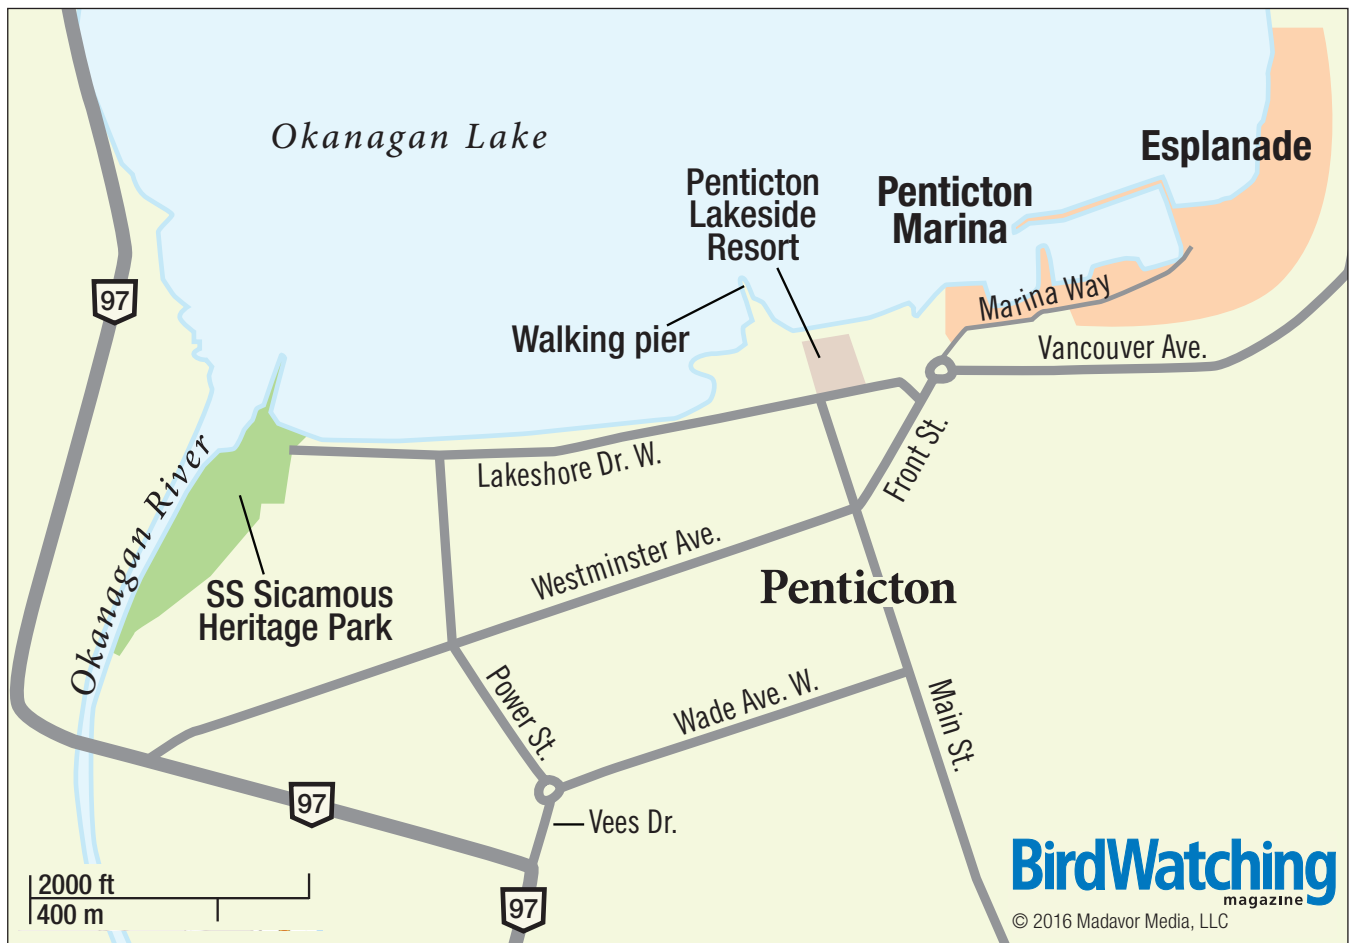 Okanagan Lake
Esplanade
Penticton
Lakeside
Resort
Penticton
Marina
97
Marina Way
Walking pier
Vancouver Ave.
Lakeshore Dr. W.
Front St.
Okanagan River
Westminster Ave.
SS Sicamous
Heritage Park
Penticton
Power St.
Wade Ave. W.
Main St.
97
Vees Dr.
2000 ft
400 m
97
BirdWatching
magazine
© 2016 Madavor Media, LLC